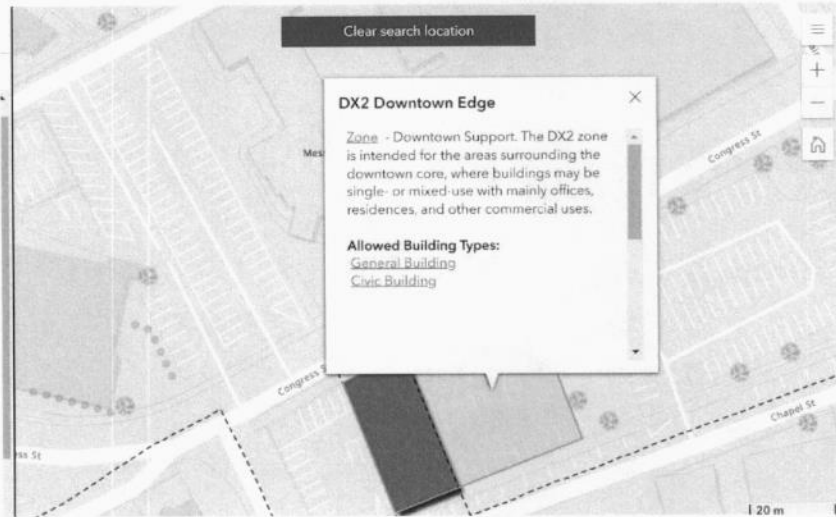 Clear search location
DX2 Downtown Edge
Zone - Downtown Support. The DX2 zone
is intended for the areas surrounding the
downtown core, where buildings may be
single- or mixed-use with mainly offices,
residences, and other commercial uses.
Allowed Building Types:
General Building
Civic Building
Mes
Congress St
Congress S
ess St
Chapel St
20 m